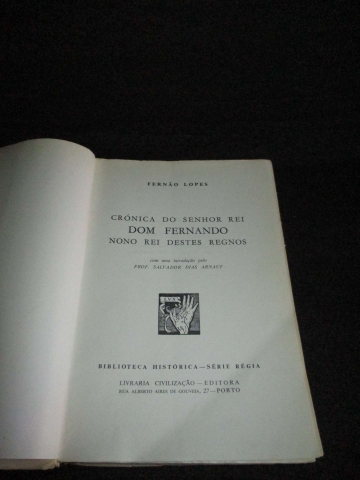 FERNÃO LOPES
CRÓNICA DO SENHOR REI
DOM FERNANDO
NONO REI DESTES REGNOS
com uma introdução pelo
PROF. SALVADOR DIAS ARNAUT
BIBLIOTECA HISTÓRICA—SÉRIE RÉGIA
LIVRARIA CIVILIZAÇÃO—EDITORA
RUA ALBERTO AIRES DE GOUVEIA, 27—PORTO